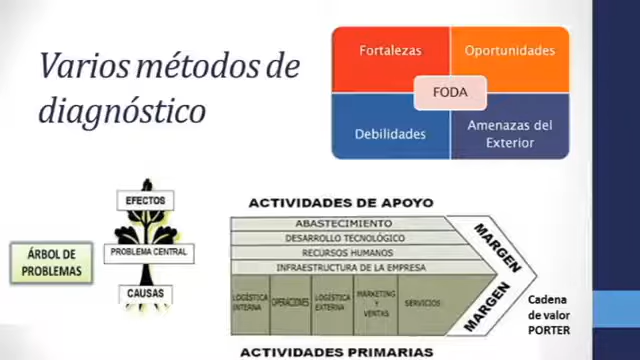 Varios métodos de
diagnóstico
Fortalezas
Oportunidades
FODA
Debilidades
Amenazas del
Exterior
EFECTOS
PROBLEMA CENTRAL
CAUSAS
ÁRBOL DE
PROBLEMAS
ACTIVIDADES DE APOYO
ABASTECIMIENTO
DESARROLLO TECNOLÓGICO
RECURSOS HUMANOS
INFRAESTRUCTURA DE LA EMPRESA
LOGÍSTICA
INTERNA
OPERACIONES
LOGÍSTICA
EXTERNA
MARKETING
Y
VENTAS
SERVICIOS
MARGEN
MARGEN
ACTIVIDADES PRIMARIAS
Cadena
de valor
PORTER